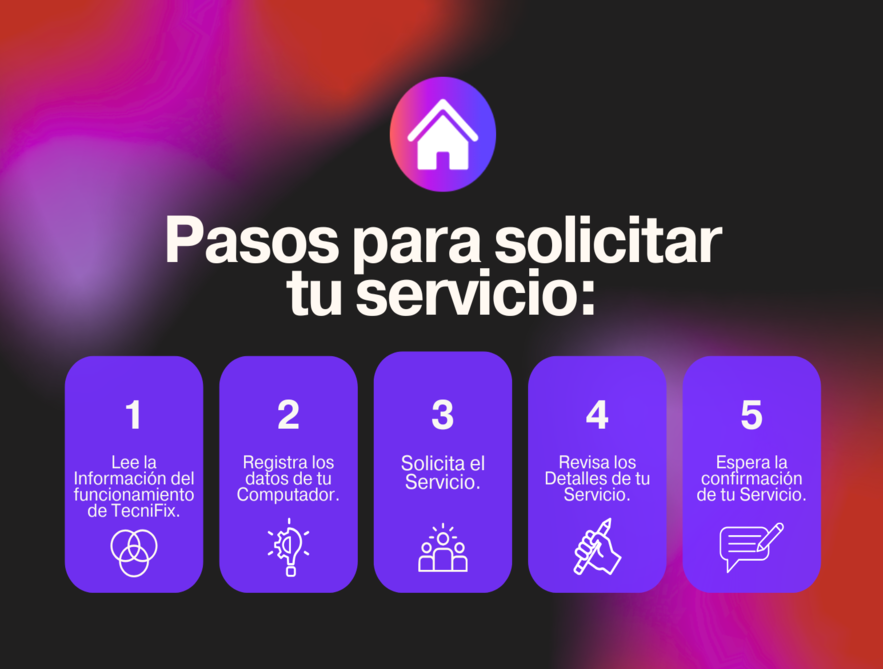 Pasos para solicitar
tu servicio:
1
Lee la
Información del
funcionamiento
de TecniFix.
2
Registra los
datos de tu
Computador.
3
Solicita el
Servicio.
4
Revisa los
Detalles de tu
Servicio.
5
Espera la
confirmación
de tu Servicio.